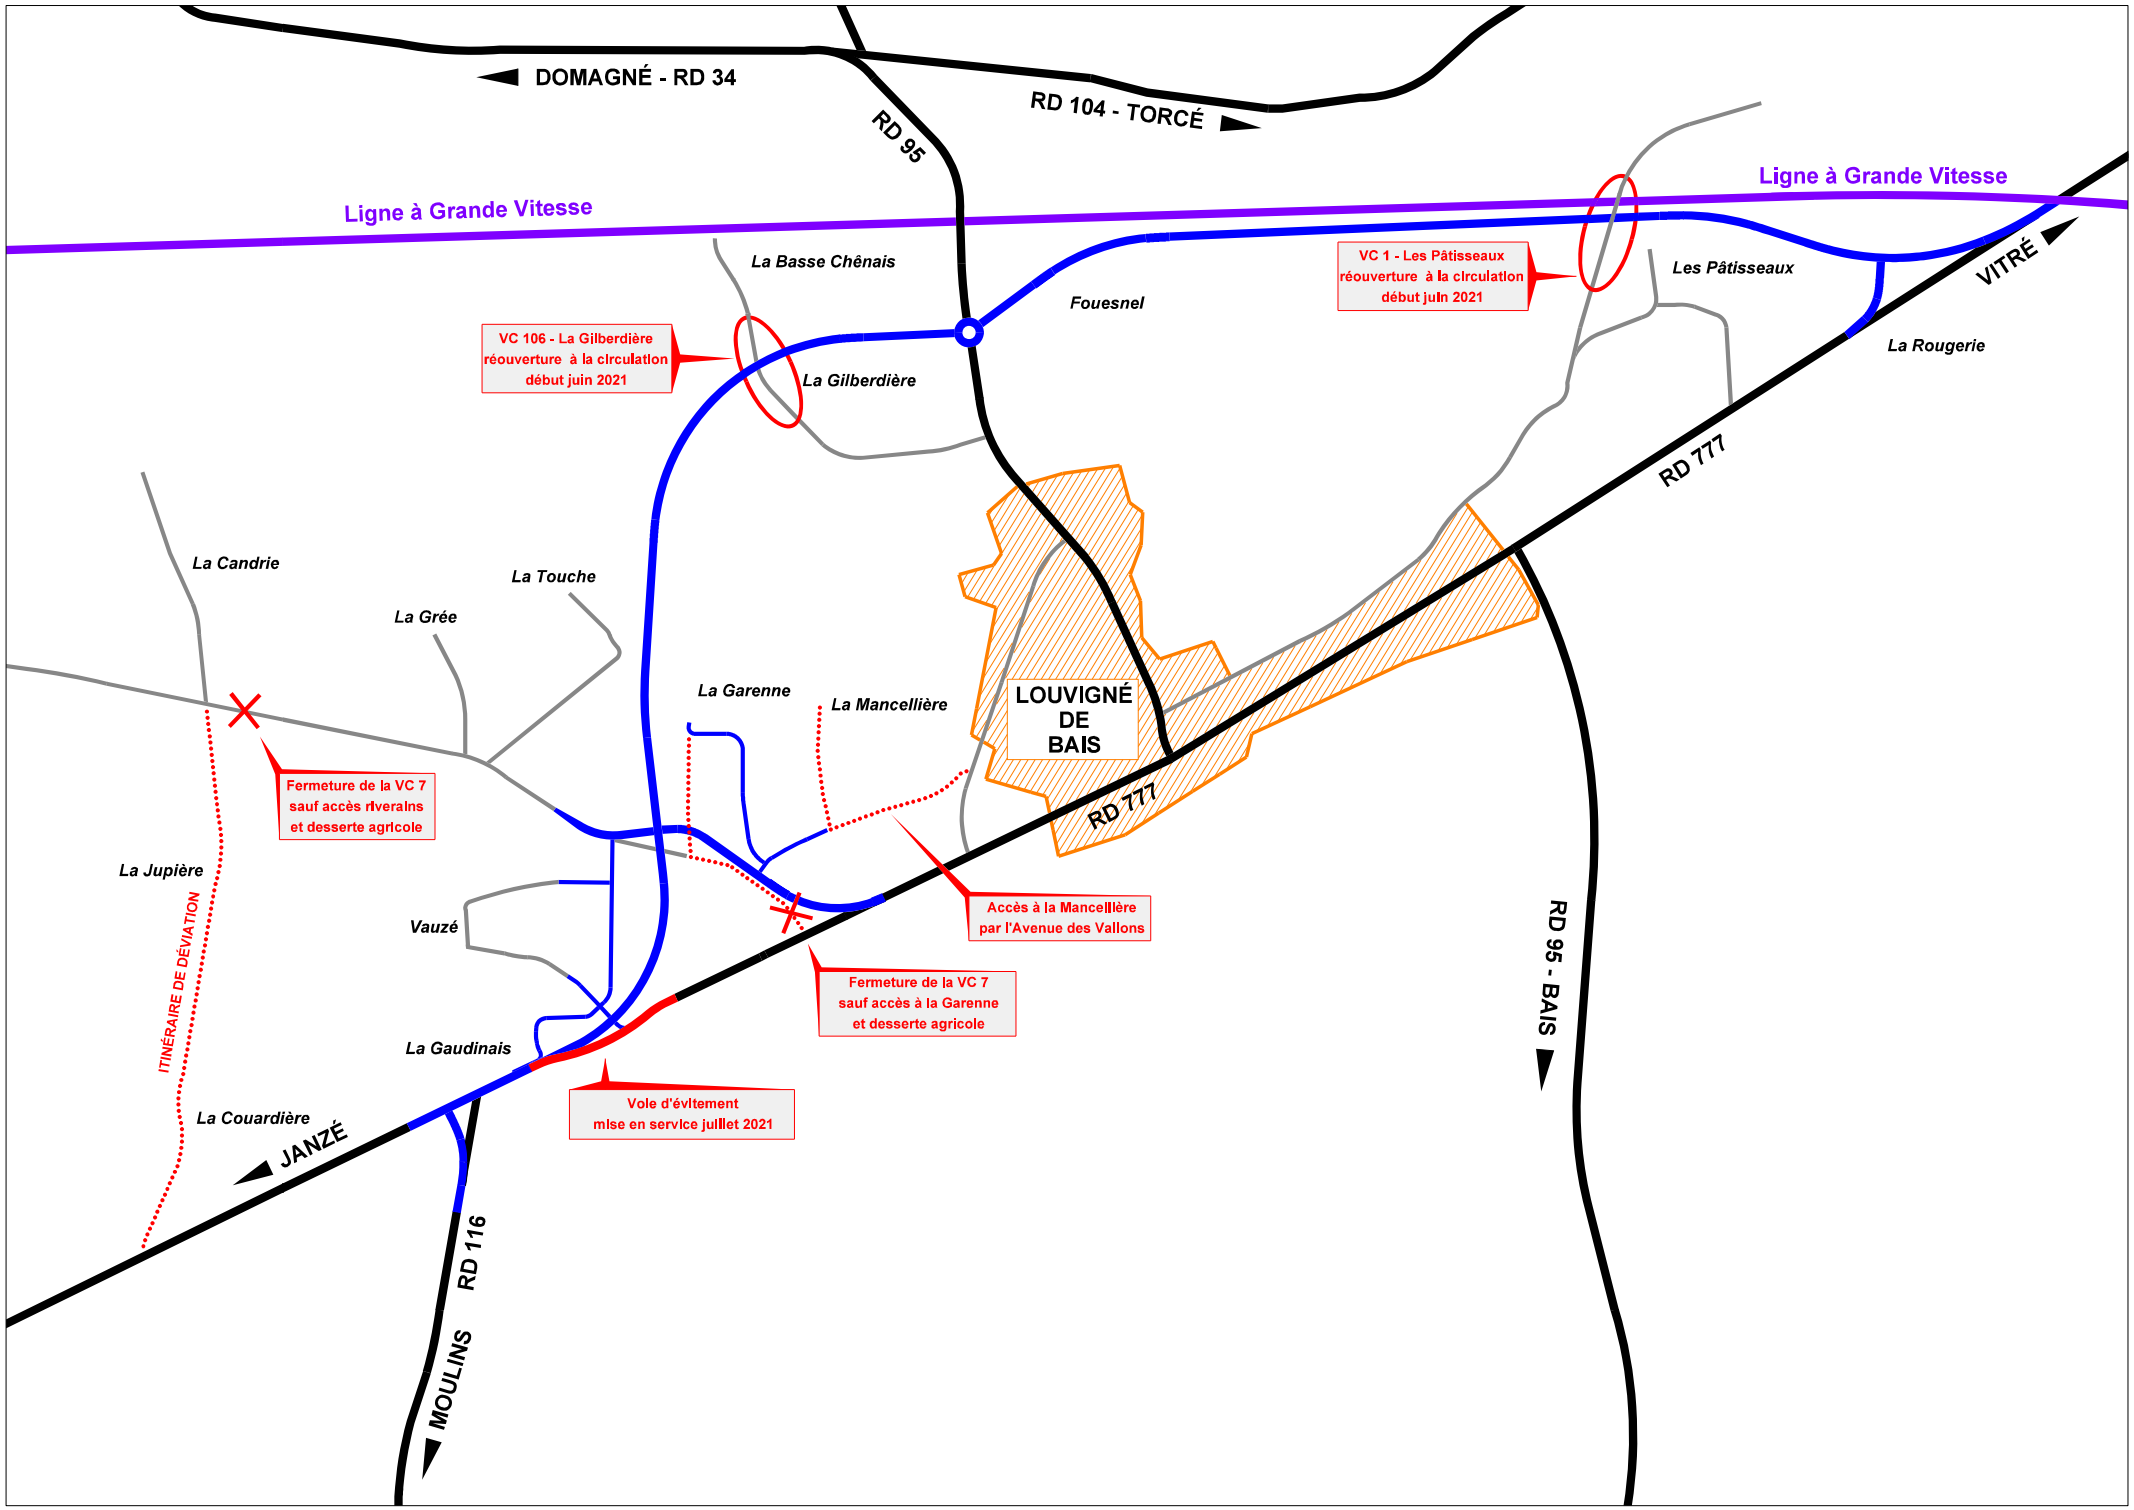 DOMAGNÉ - RD 34
RD 104 - TORCÉ
RD 95
Ligne à Grande Vitesse
Ligne à Grande Vitesse
VITRÉ
La Basse Chênais
Fouesnel
VC 1 - Les Pâtisseaux
réouverture à la circulation
début juin 2021
Les Pâtisseaux
La Rougerie
VC 106 - La Gilberdière
réouverture à la circulation
début juin 2021
La Gilberdière
RD 777
La Candrie
La Touche
La Grée
La Garenne
La Mancellière
LOUVIGNÉ
DE
BAIS
RD 777
Fermeture de la VC 7
sauf accès riverains
et desserte agricole
La Jupière
Vauzé
ITINÉRAIRE DE DÉVIATION
Accès à la Mancellière
par l'Avenue des Vallons
RD 95 - BAIS
Fermeture de la VC 7
sauf accès à la Garenne
et desserte agricole
La Gaudinais
Voie d'évitement
mise en service juillet 2021
La Couardière
JANZÉ
RD 116
MOULINS